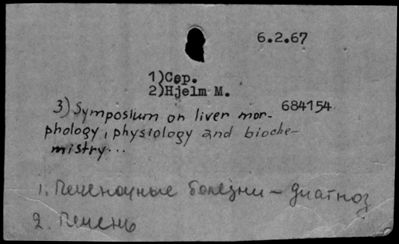 6.2.67
1)Сер.
2)Hjelm M.
3) Symposium on liver mor- 684154
phology, physiology and bioche-
mistry...
1. Печеночные болезни - диагноз
2. Печень